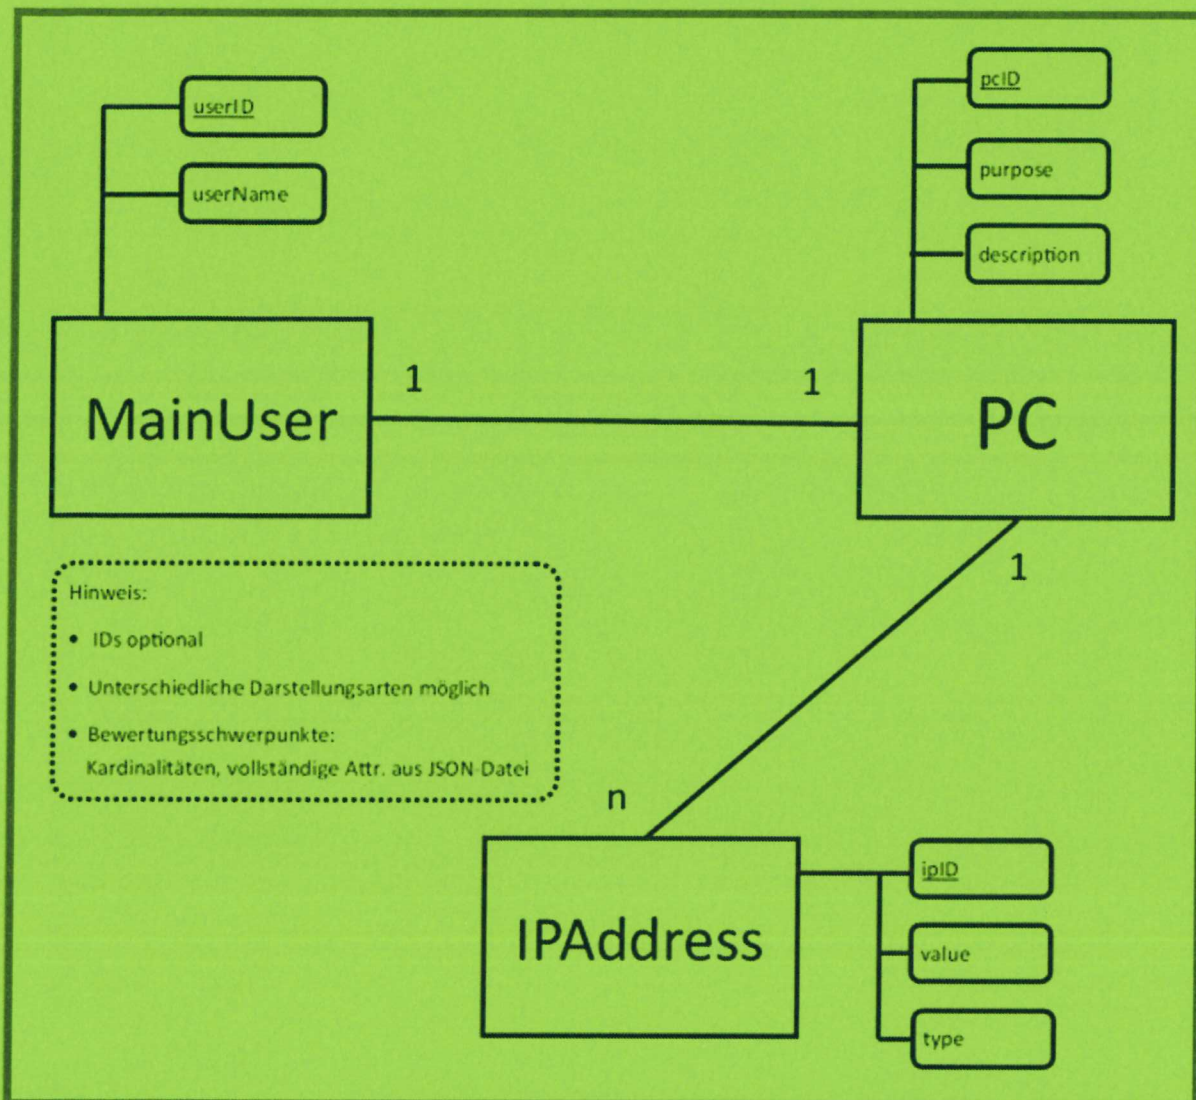 userID
userName
pcID
purpose
description
MainUser
1
1
PC
1
Hinweis:
• IDs optional
• Unterschiedliche Darstellungsarten möglich
• Bewertungsschwerpunkte:
Kardinalitäten, vollständige Attr. aus JSON-Datei
n
IPAddress
ipID
value
type